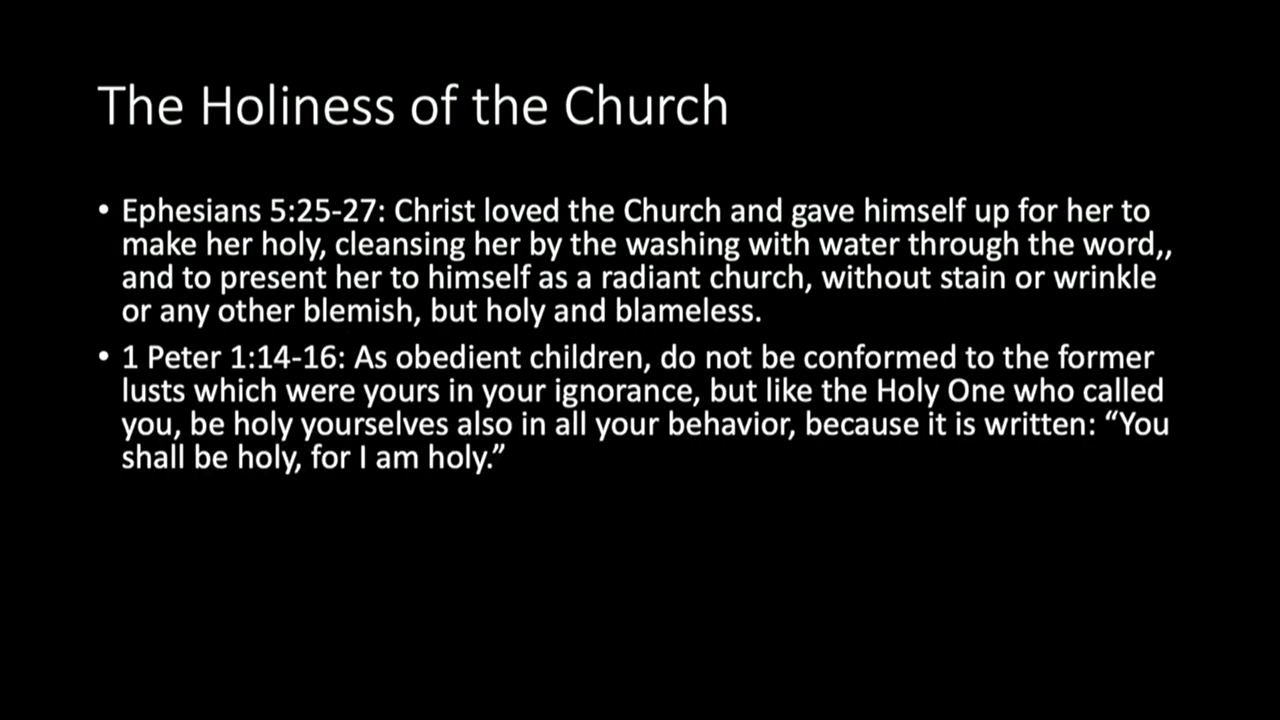 The Holiness of the Church
• Ephesians 5:25-27: Christ loved the Church and gave himself up for her to
make her holy, cleansing her by the washing with water through the word,,
and to present her to himself as a radiant church, without stain or wrinkle
or any other blemish, but holy and blameless.
• 1 Peter 1:14-16: As obedient children, do not be conformed to the former
lusts which were yours in your ignorance, but like the Holy One who called
you, be holy yourselves also in all your behavior, because it is written: “You
shall be holy, for I am holy.”